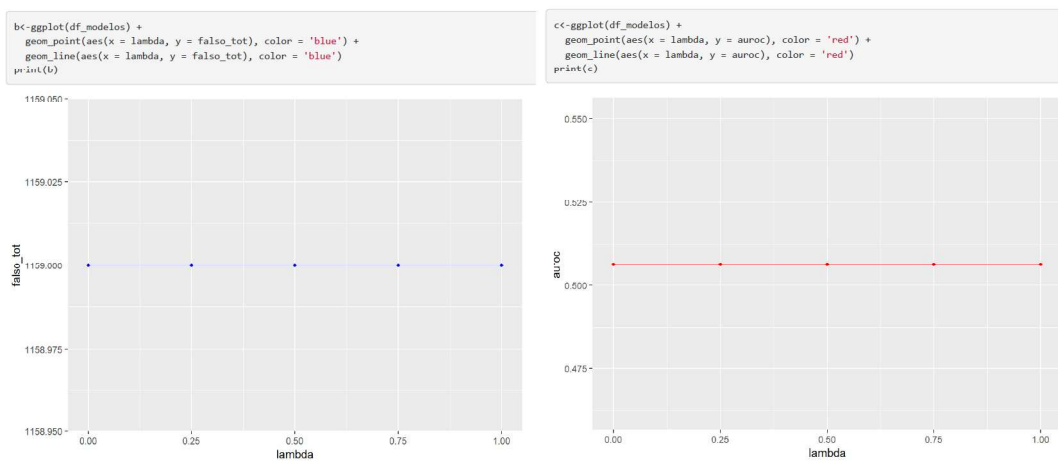 b<-ggplot(df_modelos) +
geom_point(aes(x = lambda, y = falso_tot), color = 'blue') +
geom_line(aes(x = lambda, y = falso_tot), color = 'blue')
print(b)
1159.050
1159.025
1159.000
1158.975
1158.950
falso_tot
0.00 0.25 0.50 0.75 1.00
lambda
c<-ggplot(df_modelos) +
geom_point(aes(x = lambda, y = auroc), color = 'red') +
geom_line(aes(x = lambda, y = auroc), color = 'red')
print(c)
0.550
0.525
0.500
0.475
auroc
0.00 0.25 0.50 0.75 1.00
lambda